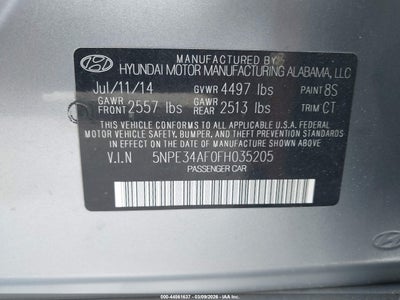 MANUFACTURED BY
HYUNDAI MOTOR MANUFACTURING ALABAMA, LLC
Jul/11/14 GVWR 4497 lbs PAINT 8S
GAWR FRONT 2557 lbs GAWR REAR 2513 lbs TRIM CT
THIS VEHICLE CONFORMS TO ALL APPLICABLE U.S. FEDERAL MOTOR
VEHICLE SAFETY, BUMPER, AND THEFT PREVENTION STANDARDS
IN EFFECT ON THE DATE OF MANUFACTURE SHOWN ABOVE.
V.I.N 5NPE34AF0FH035205
PASSENGER CAR
000-44561637 - 03/09/2026 - IAAI.COM